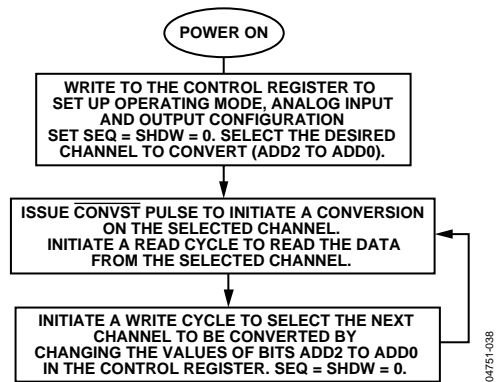 POWER ON
WRITE TO THE CONTROL REGISTER TO
SET UP OPERATING MODE, ANALOG INPUT
AND OUTPUT CONFIGURATION
SET SEQ = SHDW = 0. SELECT THE DESIRED
CHANNEL TO CONVERT (ADD2 TO ADD0).
ISSUE CONVST PULSE TO INITIATE A CONVERSION
ON THE SELECTED CHANNEL.
INITIATE A READ CYCLE TO READ THE DATA
FROM THE SELECTED CHANNEL.
INITIATE A WRITE CYCLE TO SELECT THE NEXT
CHANNEL TO BE CONVERTED BY
CHANGING THE VALUES OF BITS ADD2 TO ADD0
IN THE CONTROL REGISTER. SEQ = SHDW = 0.
04751-038